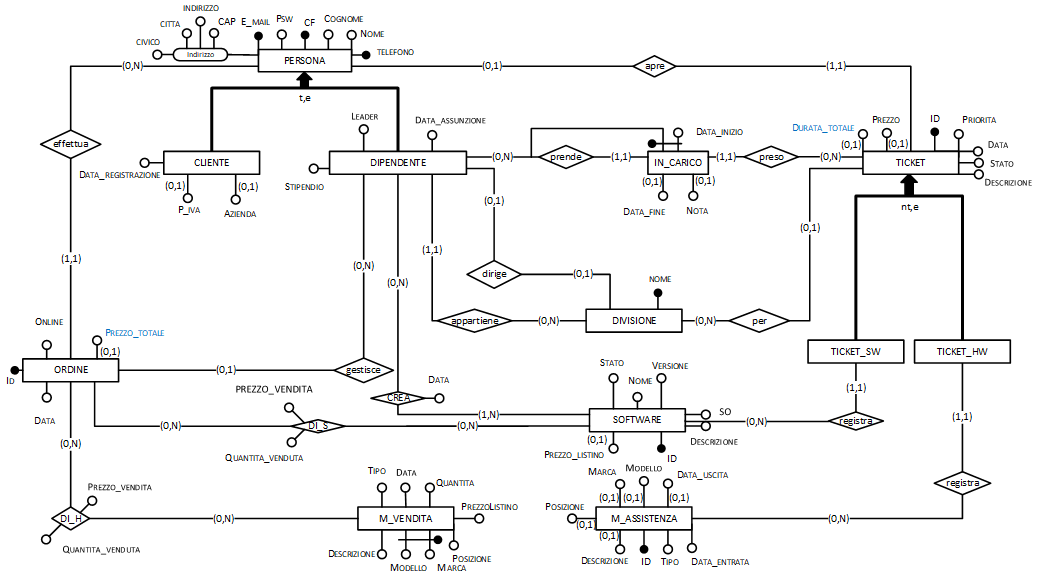 INDIRIZZO
CITTA
CAP
E_MAIL
PSW
CF
COGNOME
NOME
CIVICO
Indirizzo
TELEFONO
PERSONA
(0,N)
(0,1)
apre
(1,1)
t,e
LEADER
DATA_ASSUNZIONE
DATA_INIZIO
DURATA_TOTALE
PREZZO
ID
PRIORITA
effettua
(0,1)
(0,1)
DATA
CLIENTE
DIPENDENTE
(0,N)
prende
(1,1)
IN_CARICO
(1,1)
preso
(0,N)
TICKET
STATO
DATA_REGISTRAZIONE
DESCRIZIONE
(0,1)
(0,1)
STIPENDIO
(0,1)
(0,1)
P_IVA
AZIENDA
(0,1)
DATA_FINE
NOTA
nt,e
(0,1)
(1,1)
(1,1)
(0,N)
(0,N)
dirige
(0,1)
NOME
ONLINE
PREZZO_TOTALE
appartiene
(0,N)
DIVISIONE
(0,N)
per
(0,1)
TICKET_SW
TICKET_HW
ORDINE
(0,1)
gestisce
STATO
VERSIONE
ID
PREZZO_VENDITA
DATA
NOME
(1,1)
CREA
DATA
(1,N)
SOFTWARE
SO
(1,1)
(0,N)
(0,N)
DI_S
(0,N)
(0,N)
registra
(0,1)
DESCRIZIONE
QUANTITA_VENDUTA
PREZZO_LISTINO
ID
TIPO
DATA
QUANTITA
MARCA
MODELLO
DATA_USCITA
PREZZO_VENDITA
(0,1)
(0,1)
(0,1)
registra
PREZZOLISTINO
POSIZIONE
DI_H
(0,N)
M_VENDITA
(0,1)
M_ASSISTENZA
(0,N)
(0,1)
QUANTITA_VENDUTA
DESCRIZIONE
MODELLO
MARCA
POSIZIONE
DESCRIZIONE
ID
TIPO
DATA_ENTRATA